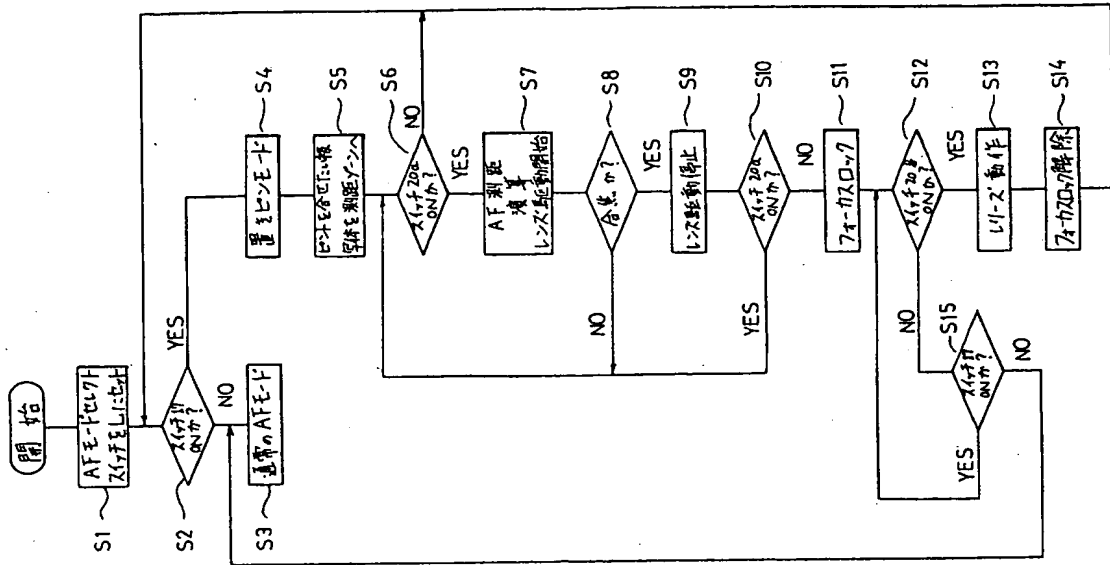 開始
AFモードセレクト
スイッチをLにセット
S1
スイッチ17
ONか?
S2
YES
NO
通常のAFモード
S3
置きピンモード
S4
ピントを合せたい被
写体を測距ゾーンへ
S5
スイッチ20a
ONか?
S6
NO
YES
AF測距
演算
レンズ駆動開始
S7
合焦か?
S8
NO
YES
レンズ駆動停止
S9
スイッチ20a
ONか?
S10
YES
NO
フォーカスロック
S11
スイッチ20b
ONか?
S12
NO
YES
レリーズ動作
S13
フォーカスロック解除
S14
スイッチ17
ONか?
S15
YES
NO